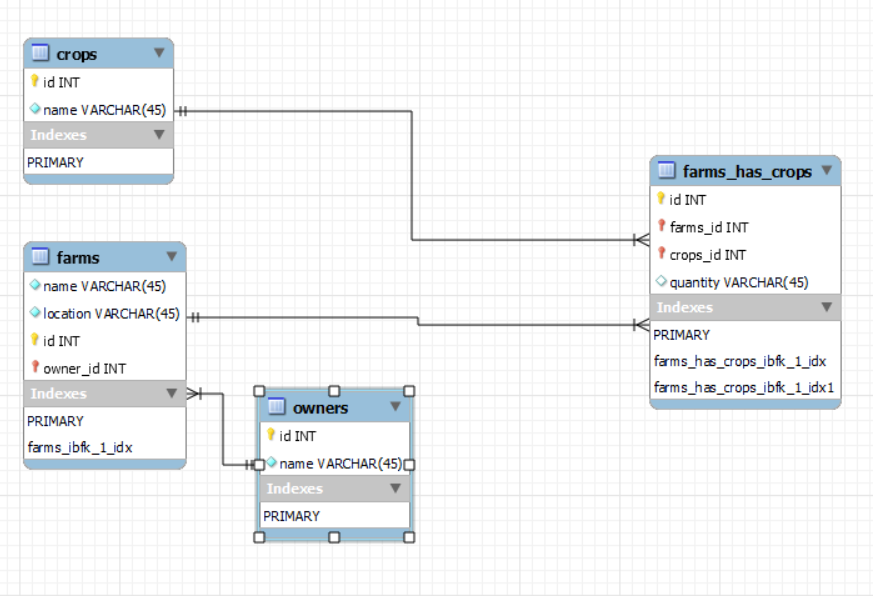 crops
id INT
name VARCHAR(45)
Indexes
PRIMARY
farms
name VARCHAR(45)
location VARCHAR(45)
id INT
owner_id INT
Indexes
PRIMARY
farms_ibfk_1_idx
owners
id INT
name VARCHAR(45)
Indexes
PRIMARY
farms_has_crops
id INT
farms_id INT
crops_id INT
quantity VARCHAR(45)
Indexes
PRIMARY
farms_has_crops_ibfk_1_idx
farms_has_crops_ibfk_1_idx1